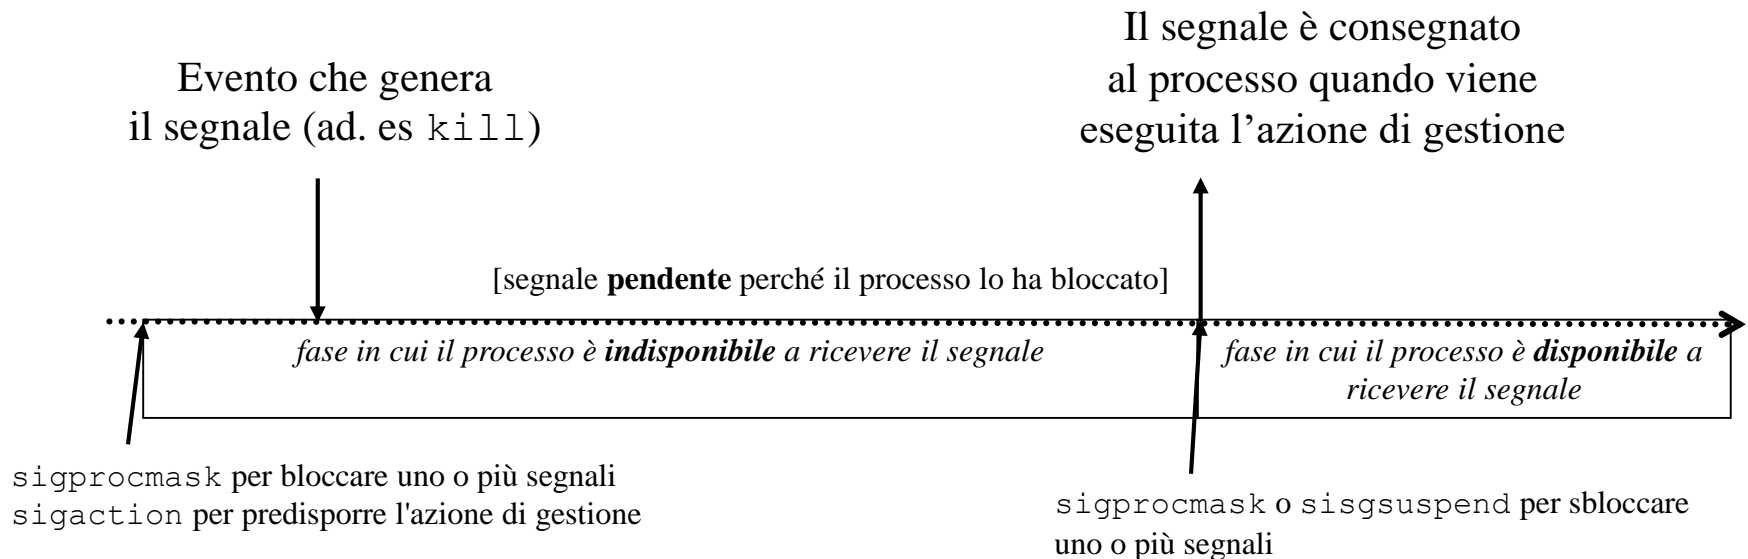 Evento che genera
il segnale (ad. es kill)
Il segnale è consegnato
al processo quando viene
eseguita l’azione di gestione
[segnale pendente perché il processo lo ha bloccato]
fase in cui il processo è indisponibile a ricevere il segnale
fase in cui il processo è disponibile a
ricevere il segnale
sigprocmask per bloccare uno o più segnali
sigaction per predisporre l'azione di gestione
sigprocmask o sisgsuspend per sbloccare
uno o più segnali